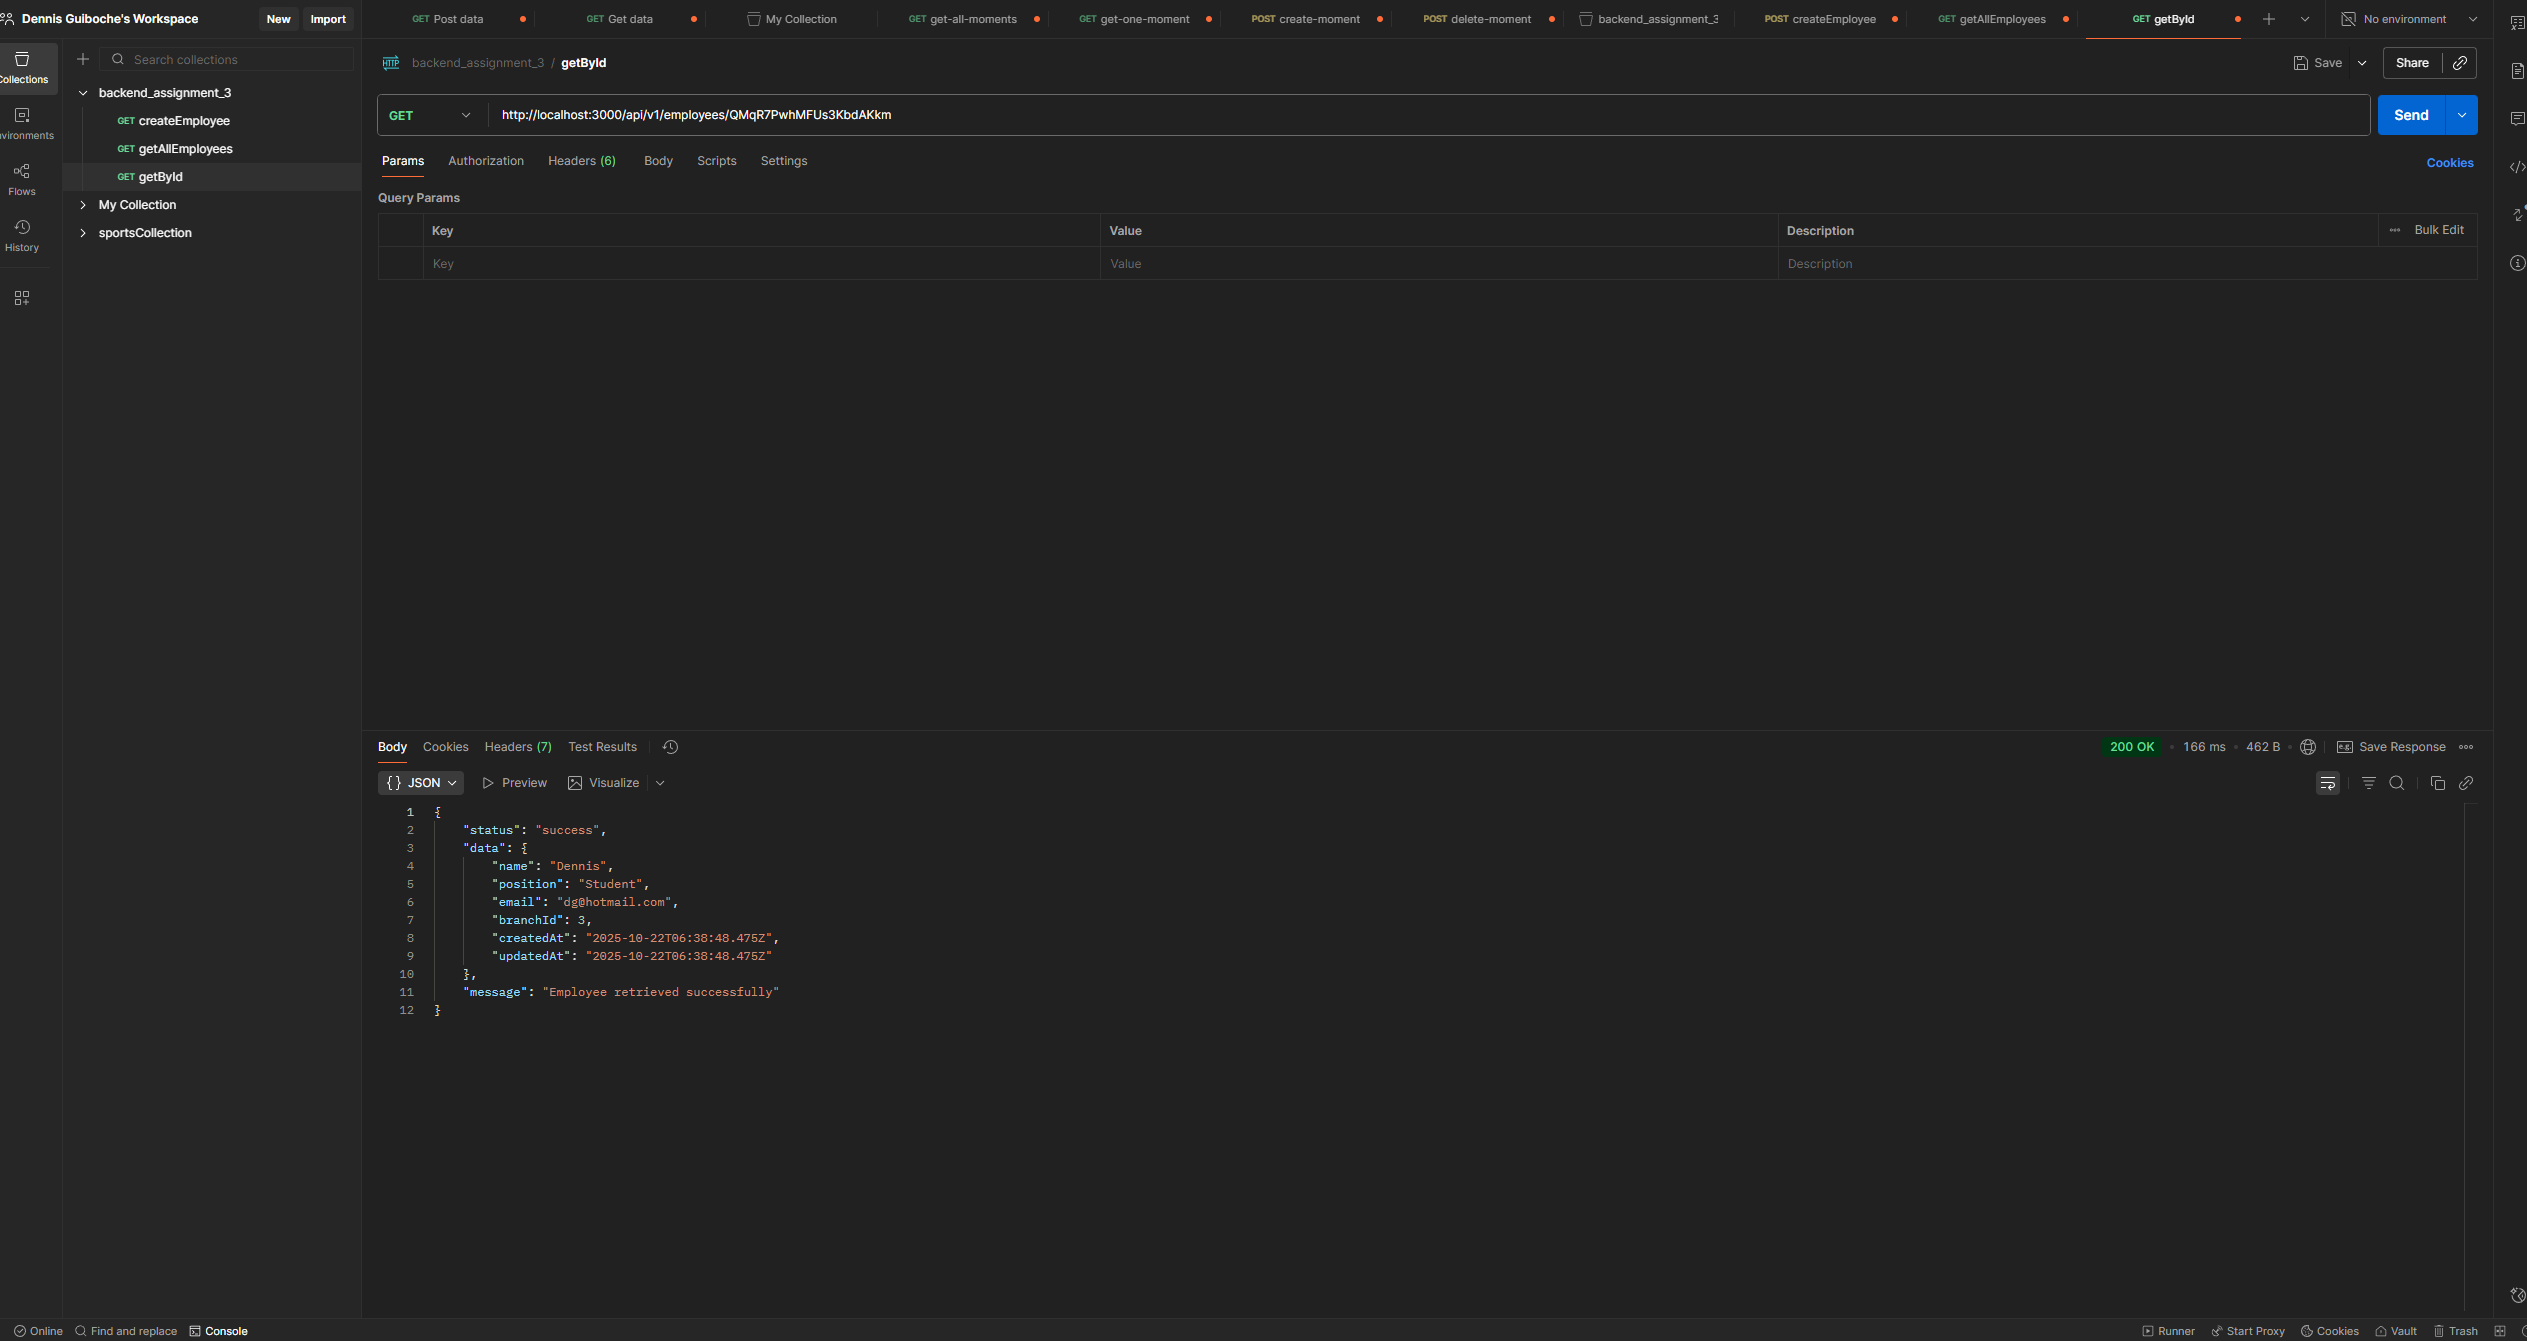 Dennis Guiboche's Workspace New Import
GET Post data GET Get data My Collection GET get-all-moments GET get-one-moment POST create-moment POST delete-moment backend_assignment_3 POST createEmployee GET getAllEmployees GET getById No environment
Collections
Environments
Flows
History
Search collections
backend_assignment_3
GET createEmployee
GET getAllEmployees
GET getById
My Collection
sportsCollection
HTTP backend_assignment_3 / getById Save Share
GET http://localhost:3000/api/v1/employees/QMqR7PwhMFUs3KbdAKkm Send
Params Authorization Headers (6) Body Scripts Settings Cookies
Query Params
Key Value Description Bulk Edit
Key Value Description
Body Cookies Headers (7) Test Results 200 OK 166 ms 462 B e.g. Save Response
{} JSON Preview Visualize
1 {
2 "status": "success",
3 "data": {
4 "name": "Dennis",
5 "position": "Student",
6 "email": "dg@hotmail.com",
7 "branchId": 3,
8 "createdAt": "2025-10-22T06:38:48.475Z",
9 "updatedAt": "2025-10-22T06:38:48.475Z"
10 },
11 "message": "Employee retrieved successfully"
12 }
Online Find and replace Console Runner Start Proxy Cookies Vault Trash